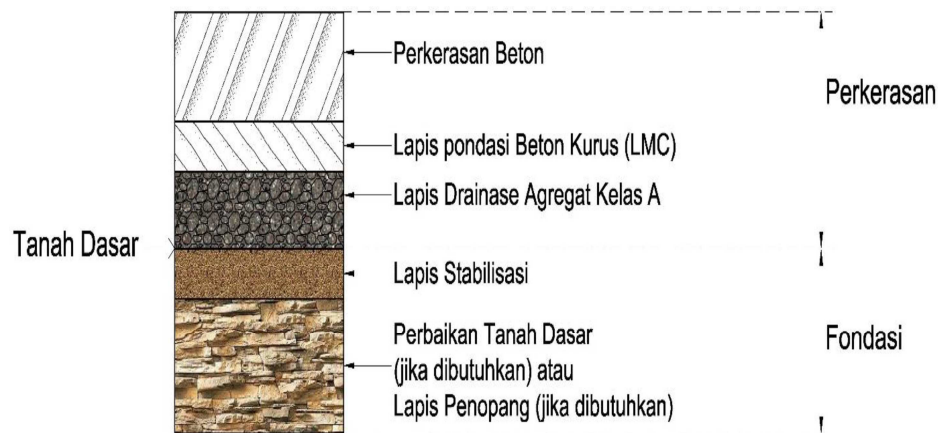 Perkerasan Beton
Perkerasan
Lapis pondasi Beton Kurus (LMC)
Lapis Drainase Agregat Kelas A
Tanah Dasar
Lapis Stabilisasi
Perbaikan Tanah Dasar
(jika dibutuhkan) atau
Lapis Penopang (jika dibutuhkan)
Fondasi